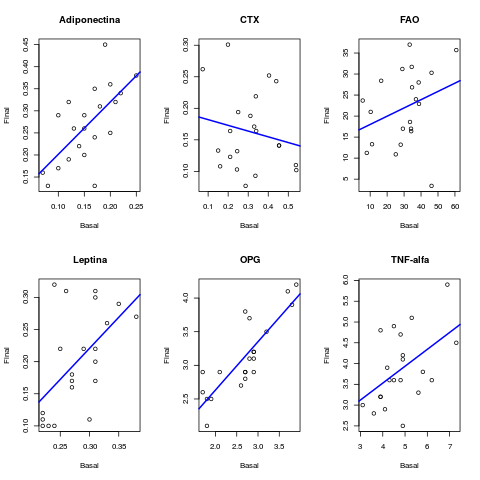 Adiponectina
CTX
FAO
Final
0.15 0.20 0.25 0.30 0.35 0.40 0.45
0.10 0.15 0.20 0.25
Basal
Final
0.10 0.15 0.20 0.25 0.30
0.1 0.2 0.3 0.4 0.5
Basal
Final
5 10 15 20 25 30 35
10 20 30 40 50 60
Basal
Leptina
OPG
TNF-alfa
Final
0.10 0.15 0.20 0.25 0.30
0.25 0.30 0.35
Basal
Final
2.5 3.0 3.5 4.0
2.0 2.5 3.0 3.5
Basal
Final
2.5 3.0 3.5 4.0 4.5 5.0 5.5 6.0
3 4 5 6 7
Basal